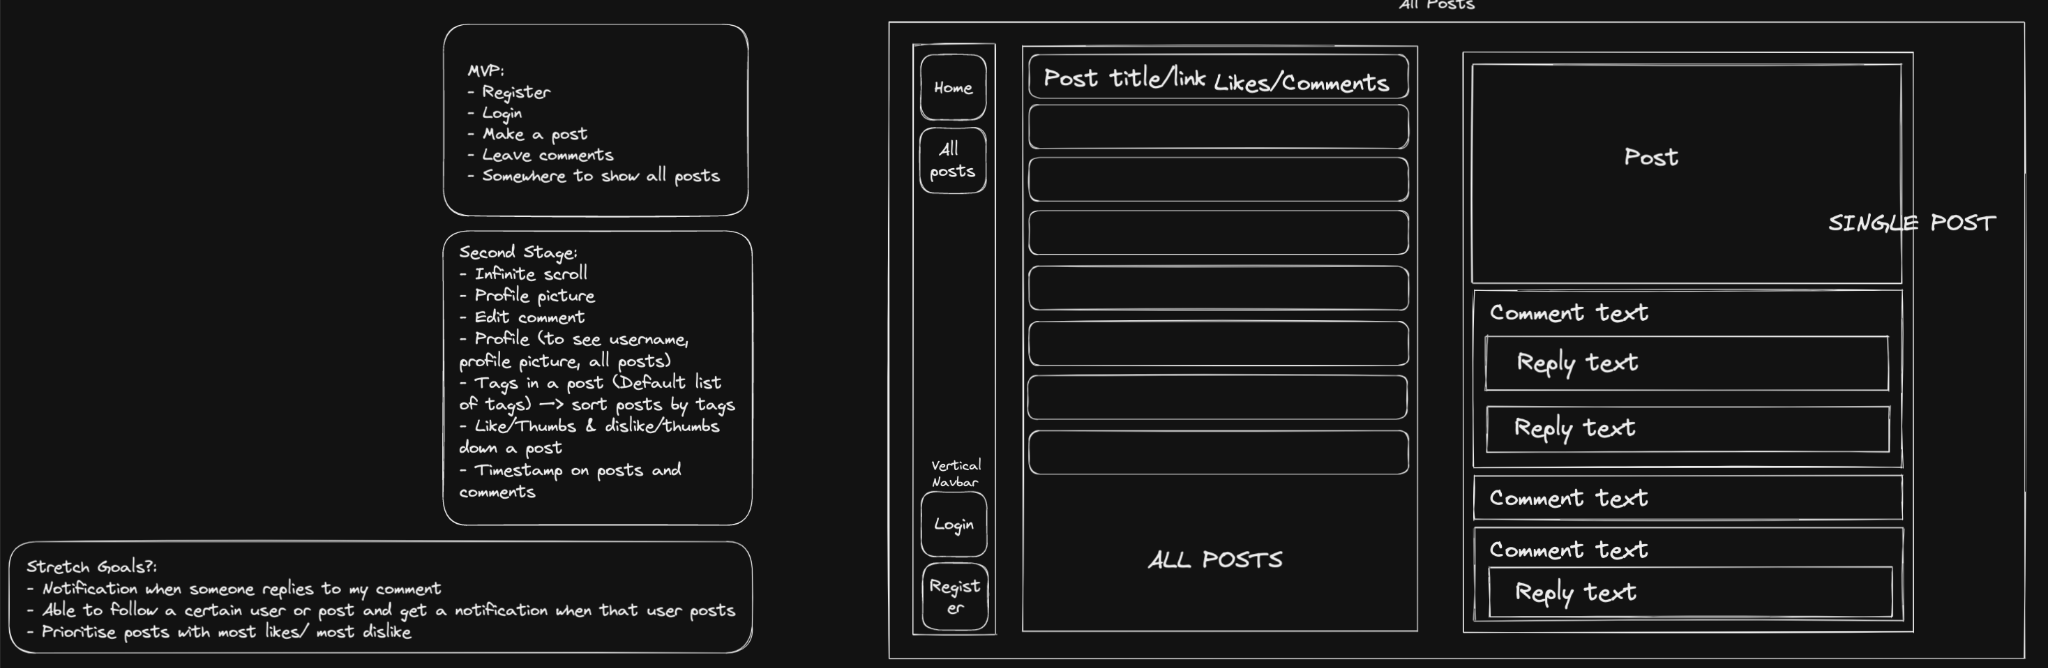 All Posts
MVP:
- Register
- Login
- Make a post
- Leave comments
- Somewhere to show all posts
Second Stage:
- Infinite scroll
- Profile picture
- Edit comment
- Profile (to see username,
profile picture, all posts)
- Tags in a post (Default list
of tags) —> sort posts by tags
- Like/Thumbs & dislike/thumbs
down a post
- Timestamp on posts and
comments
Stretch Goals?:
- Notification when someone replies to my comment
- Able to follow a certain user or post and get a notification when that user posts
- Prioritise posts with most likes/ most dislike
Home
All
posts
Vertical
Navbar
Login
Regist
er
Post title/link Likes/Comments
ALL POSTS
Post
SINGLE POST
Comment text
Reply text
Reply text
Comment text
Comment text
Reply text